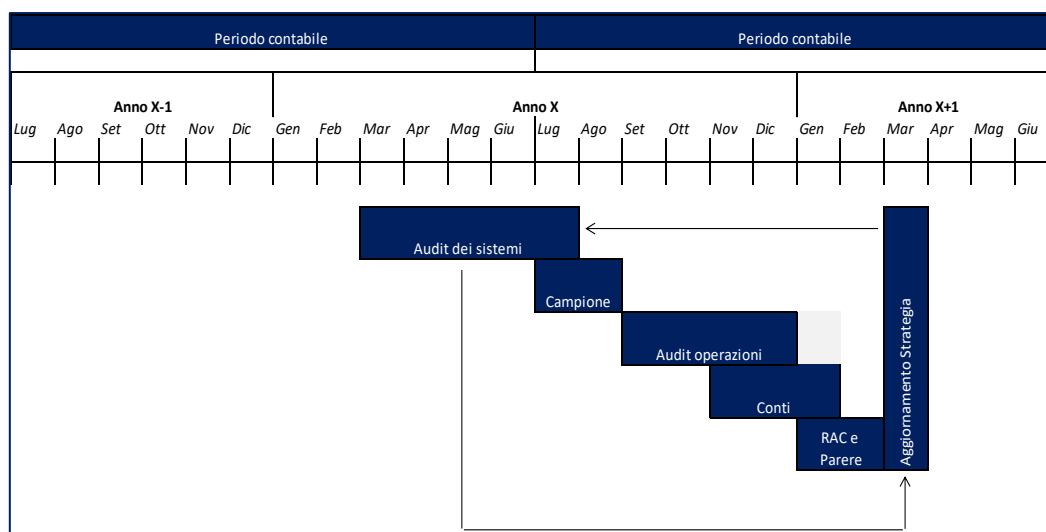 Periodo contabile Periodo contabile
Anno X-1 Anno X Anno X+1
Lug Ago Set Ott Nov Dic Gen Feb Mar Apr Mag Giu Lug Ago Set Ott Nov Dic Gen Feb Mar Apr Mag Giu
Audit dei sistemi
Campione
Audit operazioni
Conti
RAC e
Parere
Aggiornamento Strategia